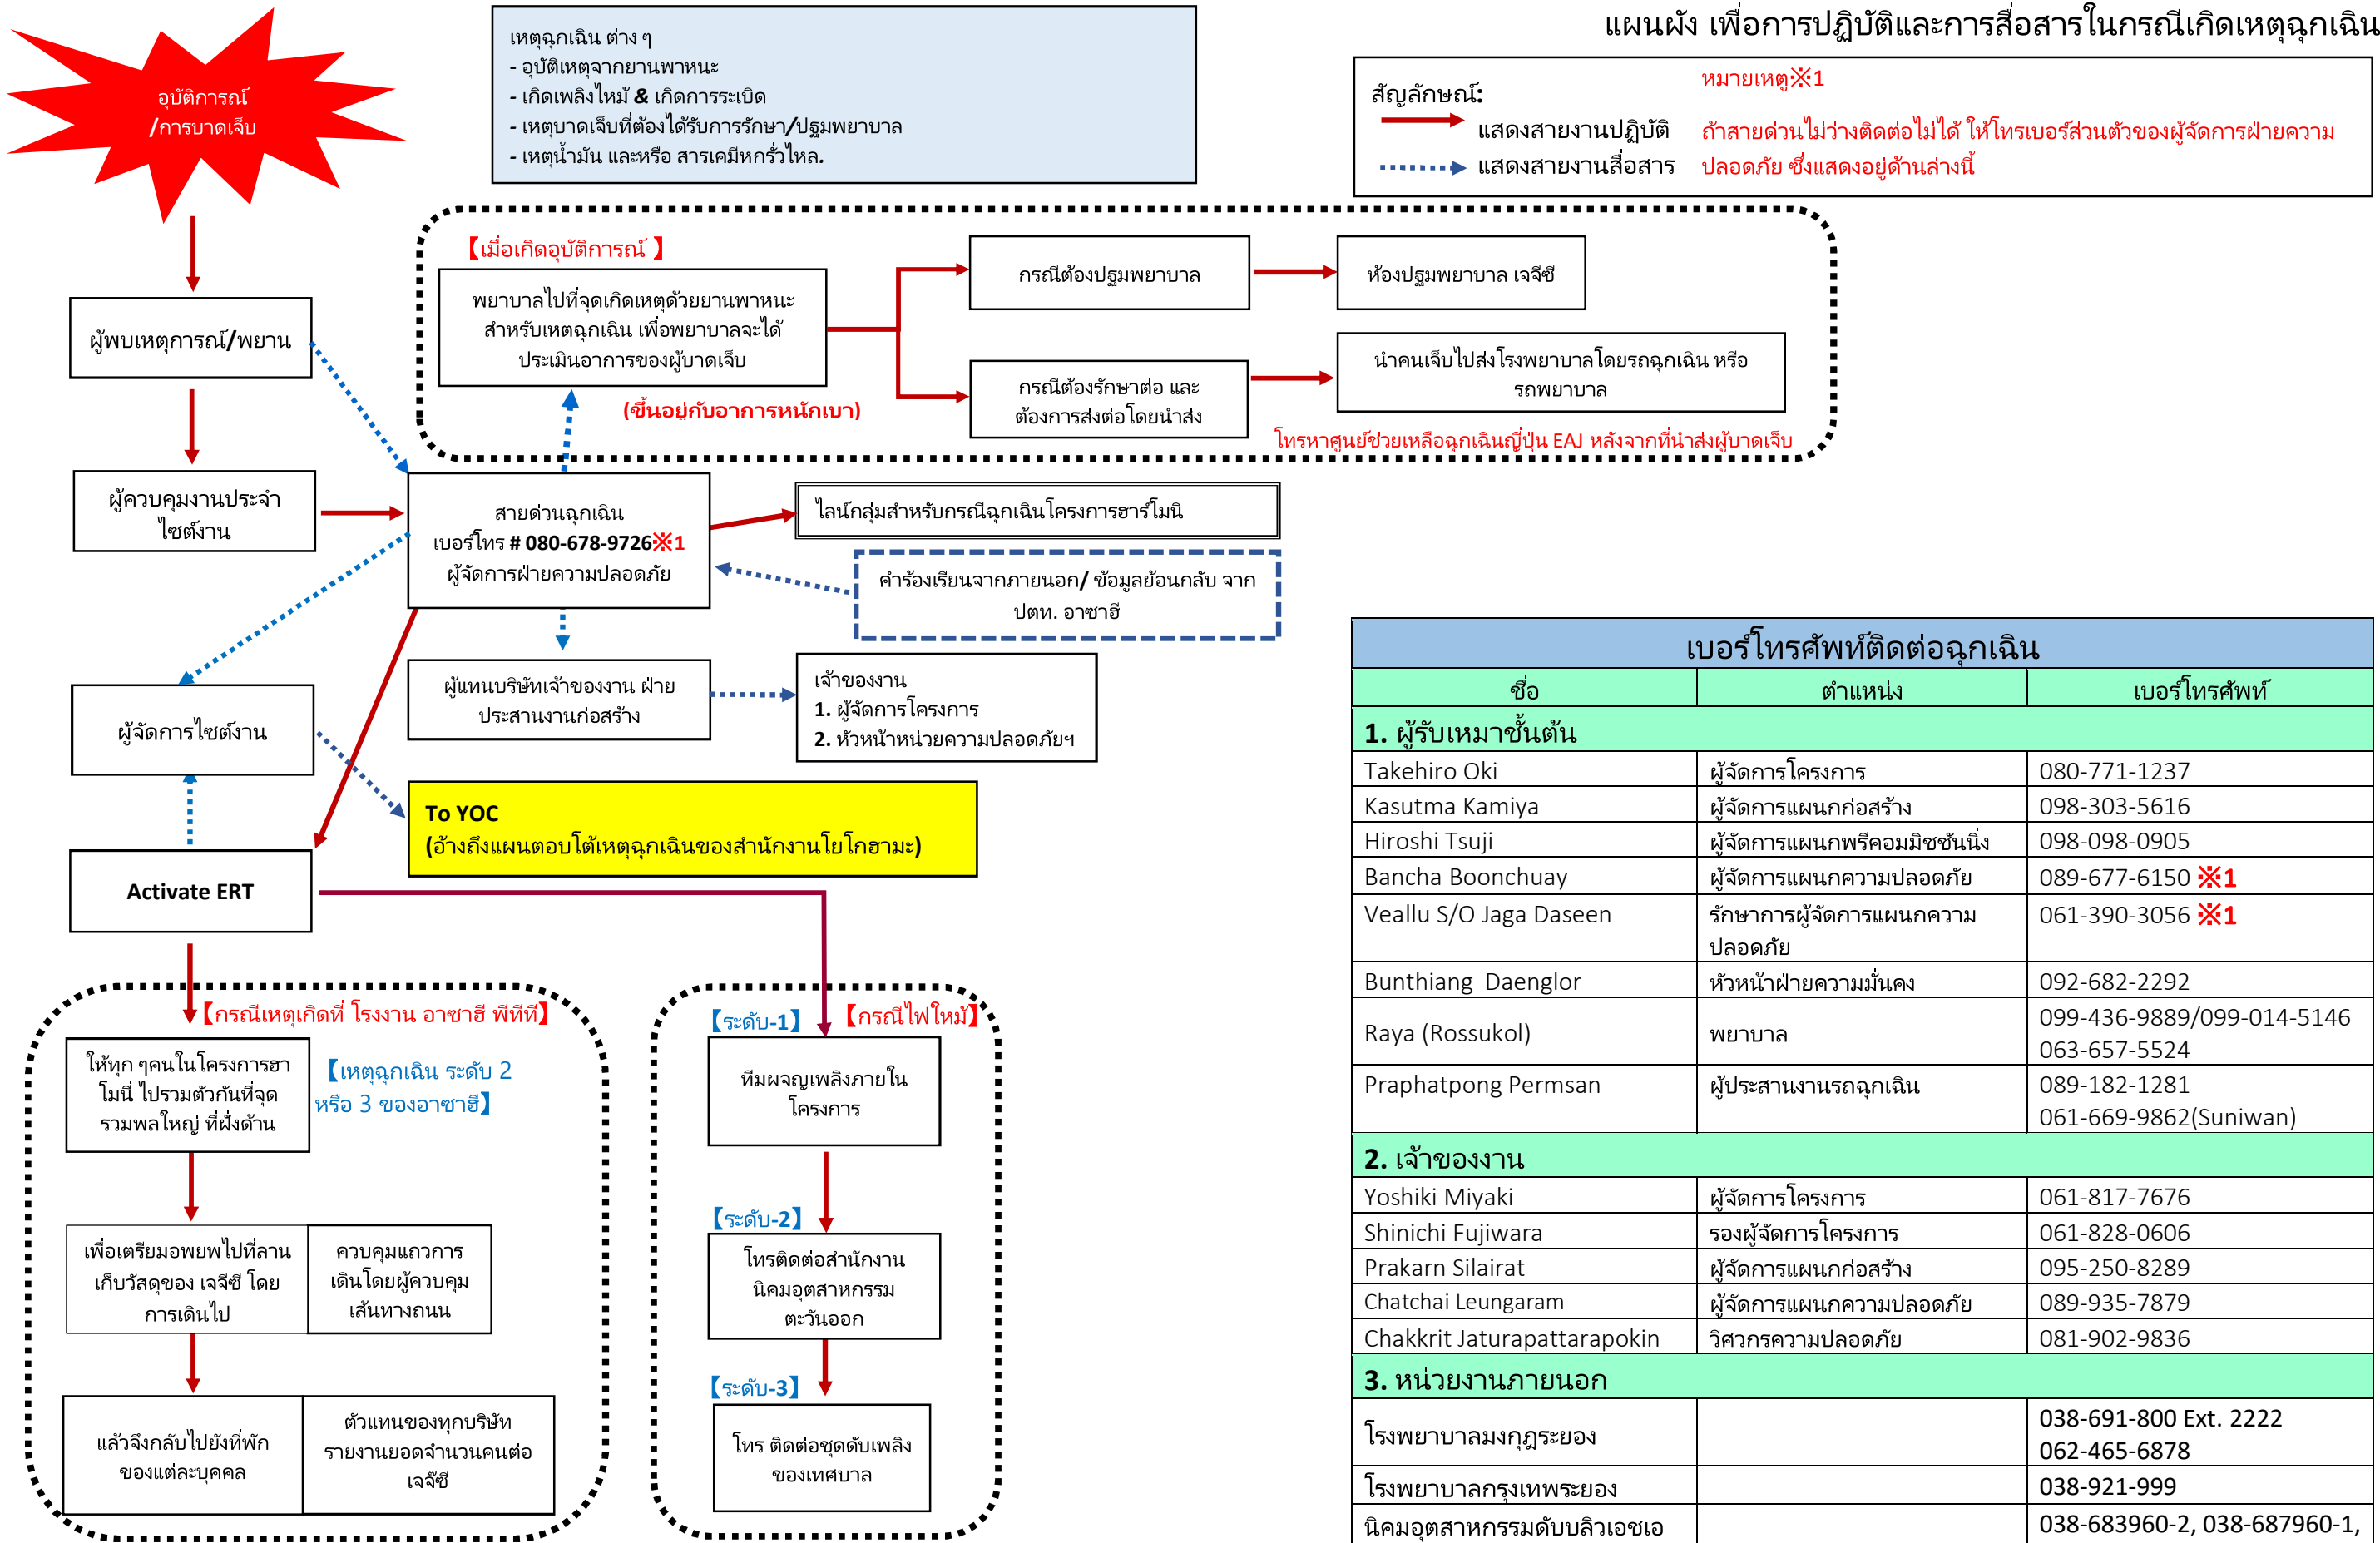 แผนผัง เพื่อการปฏิบัติและการสื่อสารในกรณีเกิดเหตุฉุกเฉิน
อุบัติการณ์
/การบาดเจ็บ
เหตุฉุกเฉิน ต่าง ๆ
- อุบัติเหตุจากยานพาหนะ
- เกิดเพลิงไหม้ & เกิดการระเบิด
- เหตุบาดเจ็บที่ต้องได้รับการรักษา/ปฐมพยาบาล
- เหตุน้ำมัน และหรือ สารเคมีหกรั่วไหล.
สัญลักษณ์:
แสดงสายงานปฏิบัติ
แสดงสายงานสื่อสาร
หมายเหตุ※1
ถ้าสายด่วนไม่ว่างติดต่อไม่ได้ ให้โทรเบอร์ส่วนตัวของผู้จัดการฝ่ายความ
ปลอดภัย ซึ่งแสดงอยู่ด้านล่างนี้
【เมื่อเกิดอุบัติการณ์ 】
พยาบาลไปที่จุดเกิดเหตุด้วยยานพาหนะ
สำหรับเหตฉุกเฉิน เพื่อพยาบาลจะได้
ประเมินอาการของผู้บาดเจ็บ
(ขึ้นอยู่กับอาการหนักเบา)
กรณีต้องปฐมพยาบาล
ห้องปฐมพยาบาล เจจีซี
กรณีต้องรักษาต่อ และ
ต้องการส่งต่อโดยนำส่ง
นำคนเจ็บไปส่งโรงพยาบาลโดยรถฉุกเฉิน หรือ
รถพยาบาล
โทรหาศูนย์ช่วยเหลือฉุกเฉินญี่ปุ่น EAJ หลังจากที่นำส่งผู้บาดเจ็บ
ผู้พบเหตุการณ์/พยาน
ผู้ควบคุมงานประจำ
ไซต์งาน
สายด่วนฉุกเฉิน
เบอร์โทร # 080-678-9726※1
ผู้จัดการฝ่ายความปลอดภัย
ไลน์กลุ่มสำหรับกรณีฉุกเฉินโครงการฮาร์โมนี
คำร้องเรียนจากภายนอก/ ข้อมูลย้อนกลับ จาก
ปตท. อาซาฮี
ผู้แทนบริษัทเจ้าของงาน ฝ่าย
ประสานงานก่อสร้าง
เจ้าของงาน
1. ผู้จัดการโครงการ
2. หัวหน้าหน่วยความปลอดภัยฯ
ผู้จัดการไซต์งาน
To YOC
(อ้างถึงแผนตอบโต้เหตุฉุกเฉินของสำนักงานโยโกฮามะ)
Activate ERT
【กรณีเหตุเกิดที่ โรงงาน อาซาฮี พีทีที】
ให้ทุก ๆคนในโครงการฮา
โมนี่ ไปรวมตัวกันที่จุด
รวมพลใหญ่ ที่ฝั่งด้าน
【เหตุฉุกเฉิน ระดับ 2
หรือ 3 ของอาซาฮี】
เพื่อเตรียมอพยพไปที่ลาน
เก็บวัสดุของ เจจีซี โดย
การเดินไป
ควบคุมแถวการ
เดินโดยผู้ควบคุม
เส้นทางถนน
แล้วจึงกลับไปยังที่พัก
ของแต่ละบุคคล
ตัวแทนของทุกบริษัท
รายงานยอดจำนวนคนต่อ
เจจ๊ซี
【กรณีไฟใหม้】
【ระดับ-1】
ทีมผจญเพลิงภายใน
โครงการ
【ระดับ-2】
โทรติดต่อสำนักงาน
นิคมอุตสาหกรรม
ตะวันออก
【ระดับ-3】
โทร ติดต่อชุดดับเพลิง
ของเทศบาล
เบอร์โทรศัพท์ติดต่อฉุกเฉิน
ชื่อ ตำแหน่ง เบอร์โทรศัพท์
1. ผู้รับเหมาชั้นต้น
Takehiro Oki ผู้จัดการโครงการ 080-771-1237
Kasutma Kamiya ผู้จัดการแผนกก่อสร้าง 098-303-5616
Hiroshi Tsuji ผู้จัดการแผนกพรีคอมมิชชันนิ่ง 098-098-0905
Bancha Boonchuay ผู้จัดการแผนกความปลอดภัย 089-677-6150 ※1
Veallu S/O Jaga Daseen รักษาการผู้จัดการแผนกความ 061-390-3056 ※1
ปลอดภัย
Bunthiang Daenglor หัวหน้าฝ่ายความมั่นคง 092-682-2292
Raya (Rossukol) พยาบาล 099-436-9889/099-014-5146
063-657-5524
Praphatpong Permsan ผู้ประสานงานรถฉุกเฉิน 089-182-1281
061-669-9862(Suniwan)
2. เจ้าของงาน
Yoshiki Miyaki ผู้จัดการโครงการ 061-817-7676
Shinichi Fujiwara รองผู้จัดการโครงการ 061-828-0606
Prakarn Silairat ผู้จัดการแผนกก่อสร้าง 095-250-8289
Chatchai Leungaram ผู้จัดการแผนกความปลอดภัย 089-935-7879
Chakkrit Jaturapattarapokin วิศวกรความปลอดภัย 081-902-9836
3. หน่วยงานภายนอก
โรงพยาบาลมงกุฎระยอง 038-691-800 Ext. 2222
062-465-6878
โรงพยาบาลกรุงเทพระยอง 038-921-999
นิคมอุตสาหกรรมดับบลิวเอชเอ 038-683960-2, 038-687960-1,